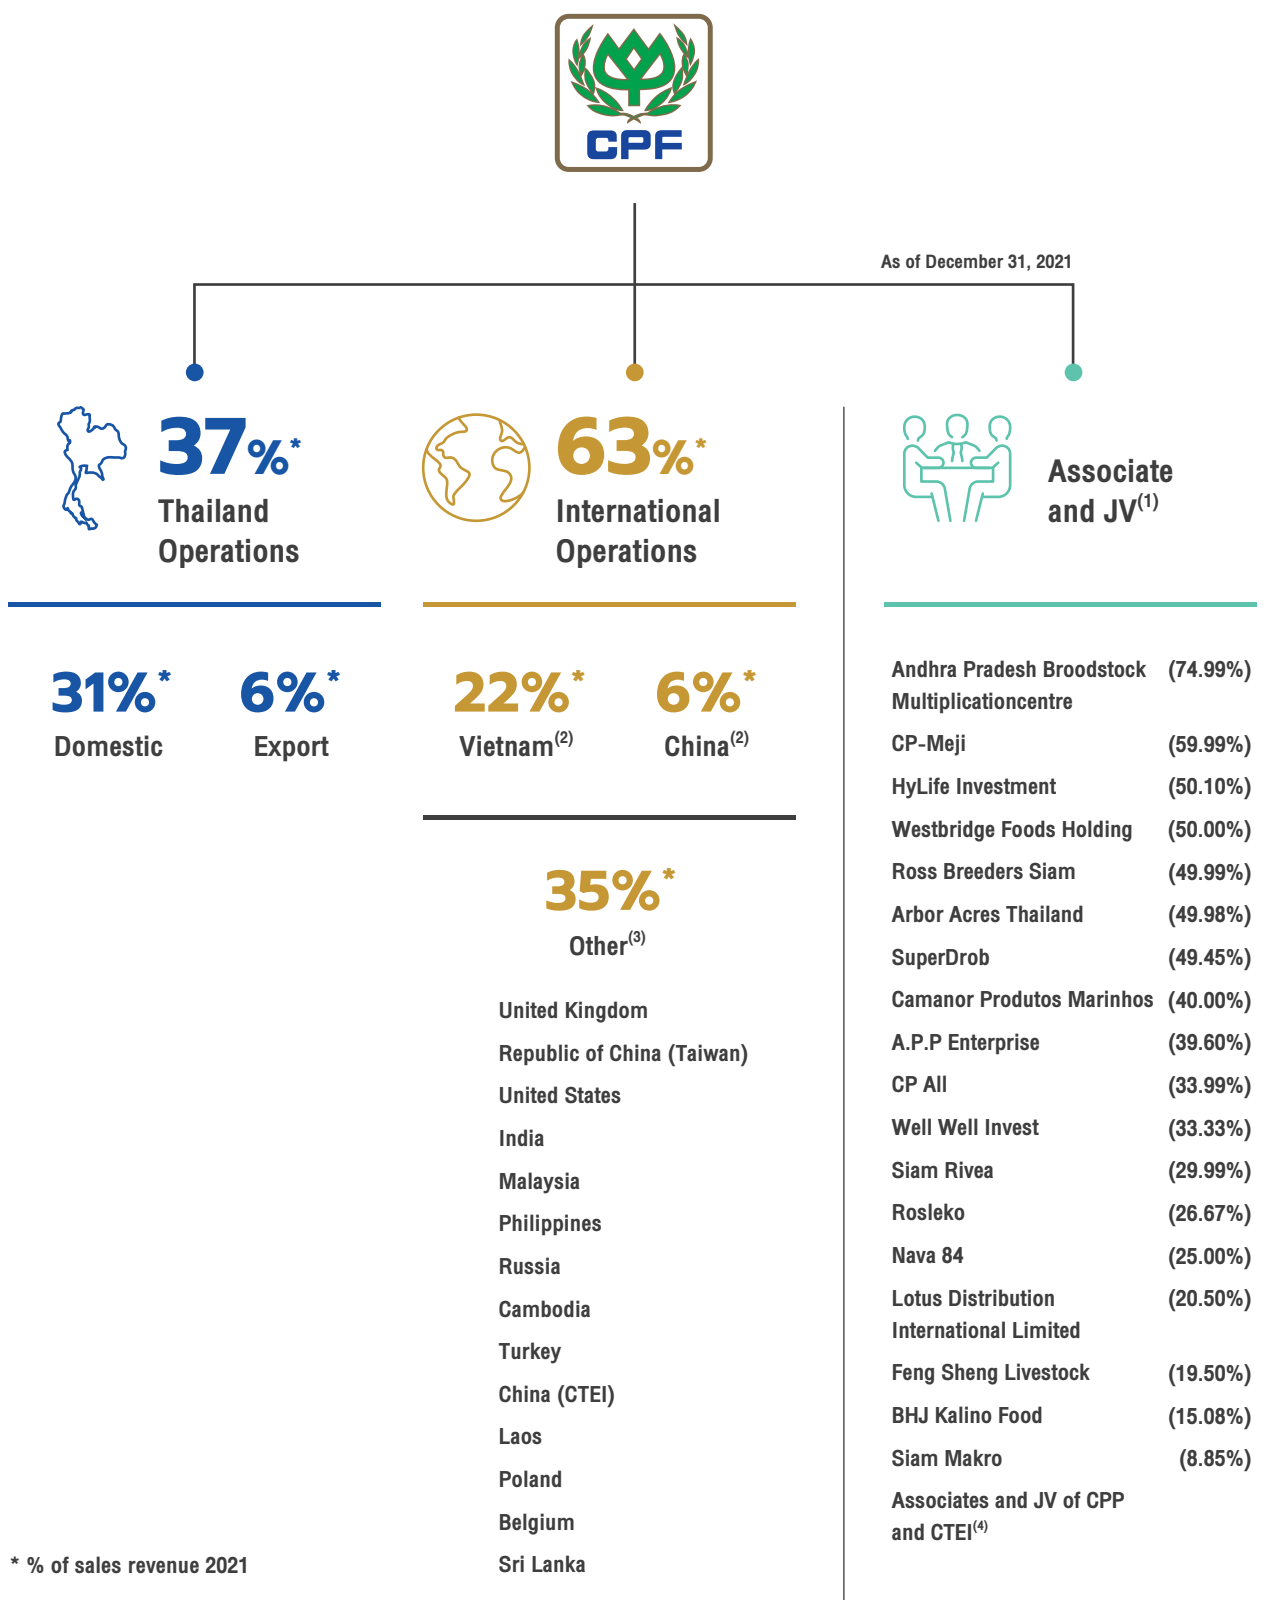 CPF
As of December 31, 2021
37%*
Thailand
Operations
31%*
Domestic
6%*
Export
63%*
International
Operations
22%*
Vietnam(2)
6%*
China(2)
35%*
Other(3)
United Kingdom
Republic of China (Taiwan)
United States
India
Malaysia
Philippines
Russia
Cambodia
Turkey
China (CTEI)
Laos
Poland
Belgium
Sri Lanka
Associate
and JV(1)
Andhra Pradesh Broodstock (74.99%)
Multiplicationcentre
CP-Meji (59.99%)
HyLife Investment (50.10%)
Westbridge Foods Holding (50.00%)
Ross Breeders Siam (49.99%)
Arbor Acres Thailand (49.98%)
SuperDrob (49.45%)
Camanor Produtos Marinhos (40.00%)
A.P.P Enterprise (39.60%)
CP All (33.99%)
Well Well Invest (33.33%)
Siam Rivea (29.99%)
Rosleko (26.67%)
Nava 84 (25.00%)
Lotus Distribution (20.50%)
International Limited
Feng Sheng Livestock (19.50%)
BHJ Kalino Food (15.08%)
Siam Makro (8.85%)
Associates and JV of CPP
and CTEI(4)
* % of sales revenue 2021